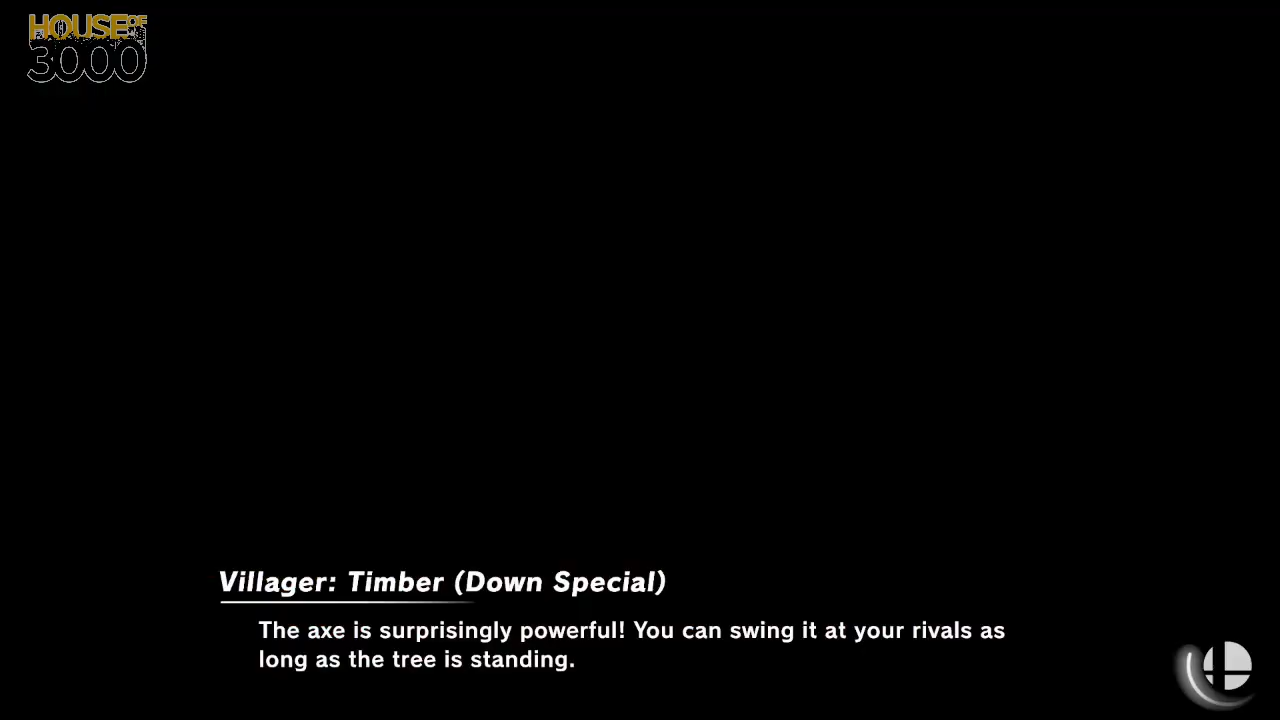 HOUSE OF
3000
Villager: Timber (Down Special)
The axe is surprisingly powerful! You can swing it at your rivals as
long as the tree is standing.